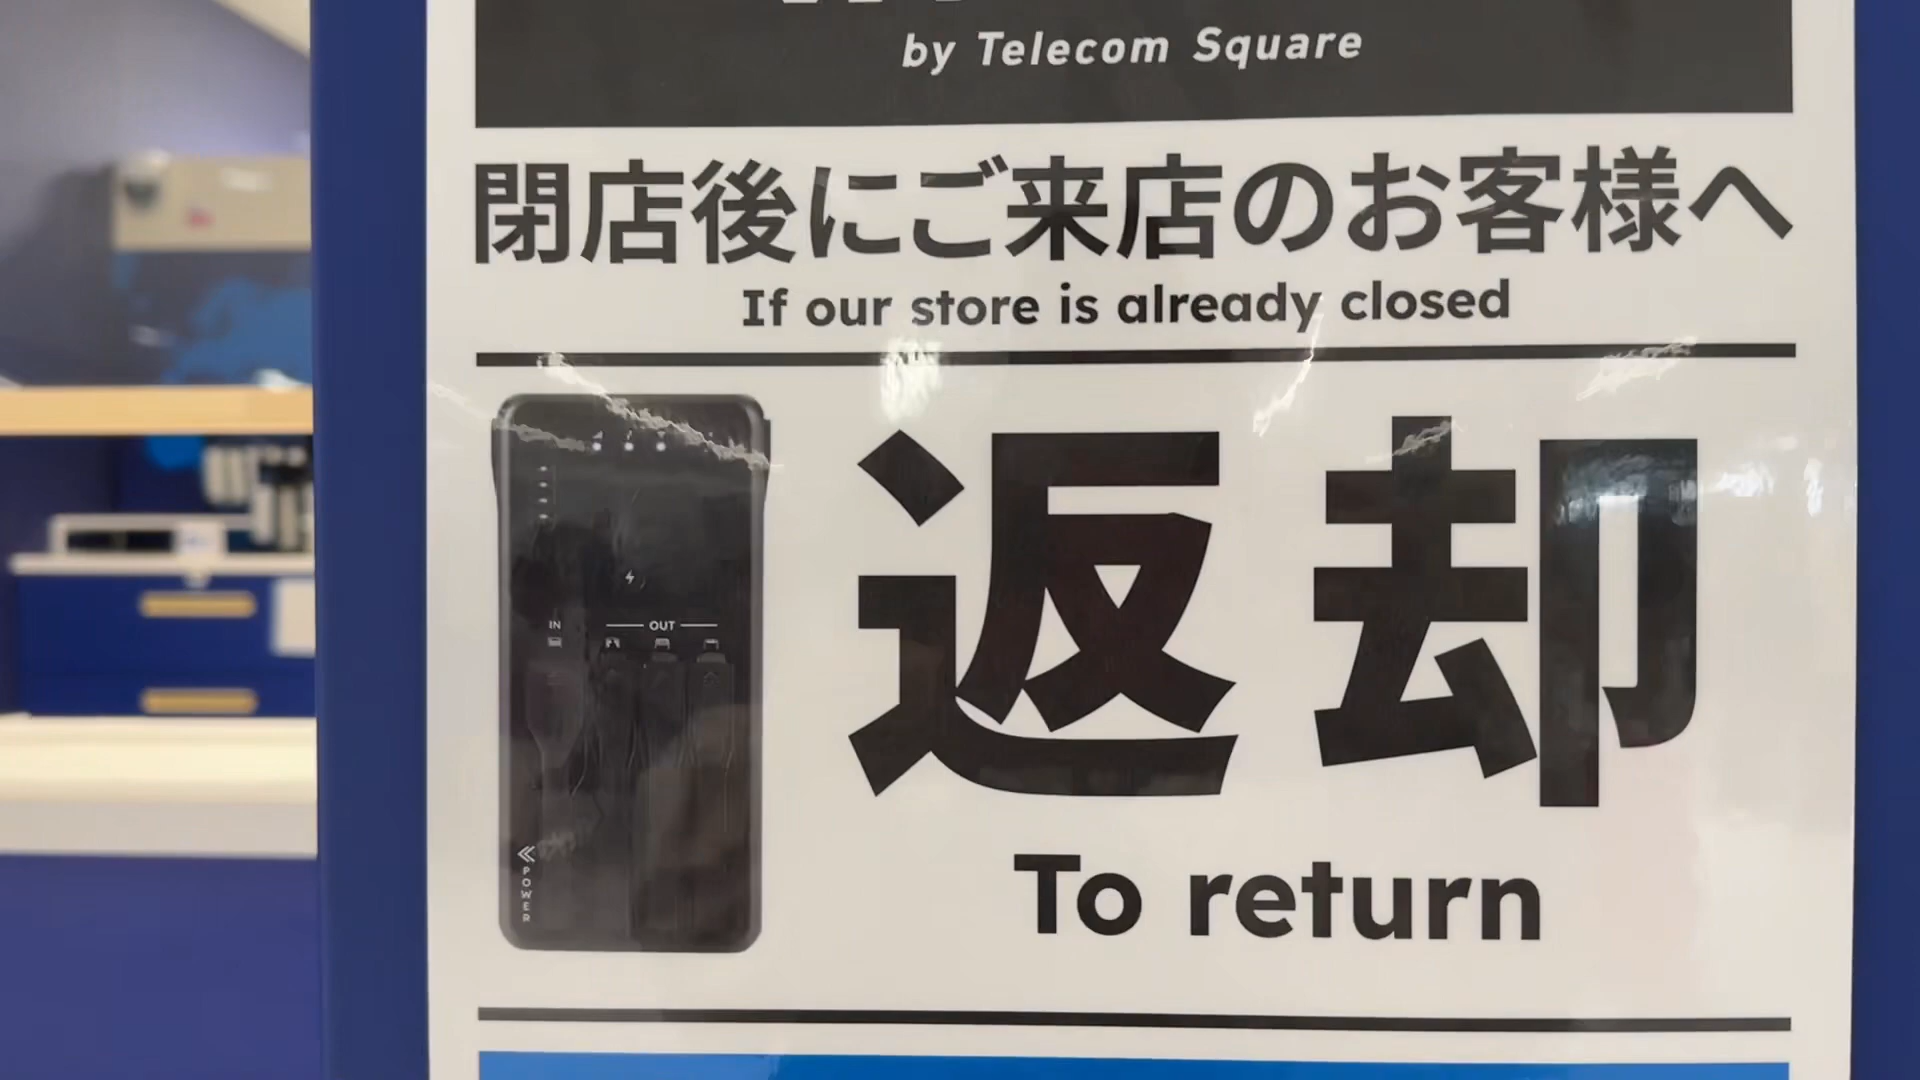 by Telecom Square
閉店後にご来店のお客様へ
If our store is already closed
返却
To return
IN
OUT
POWER